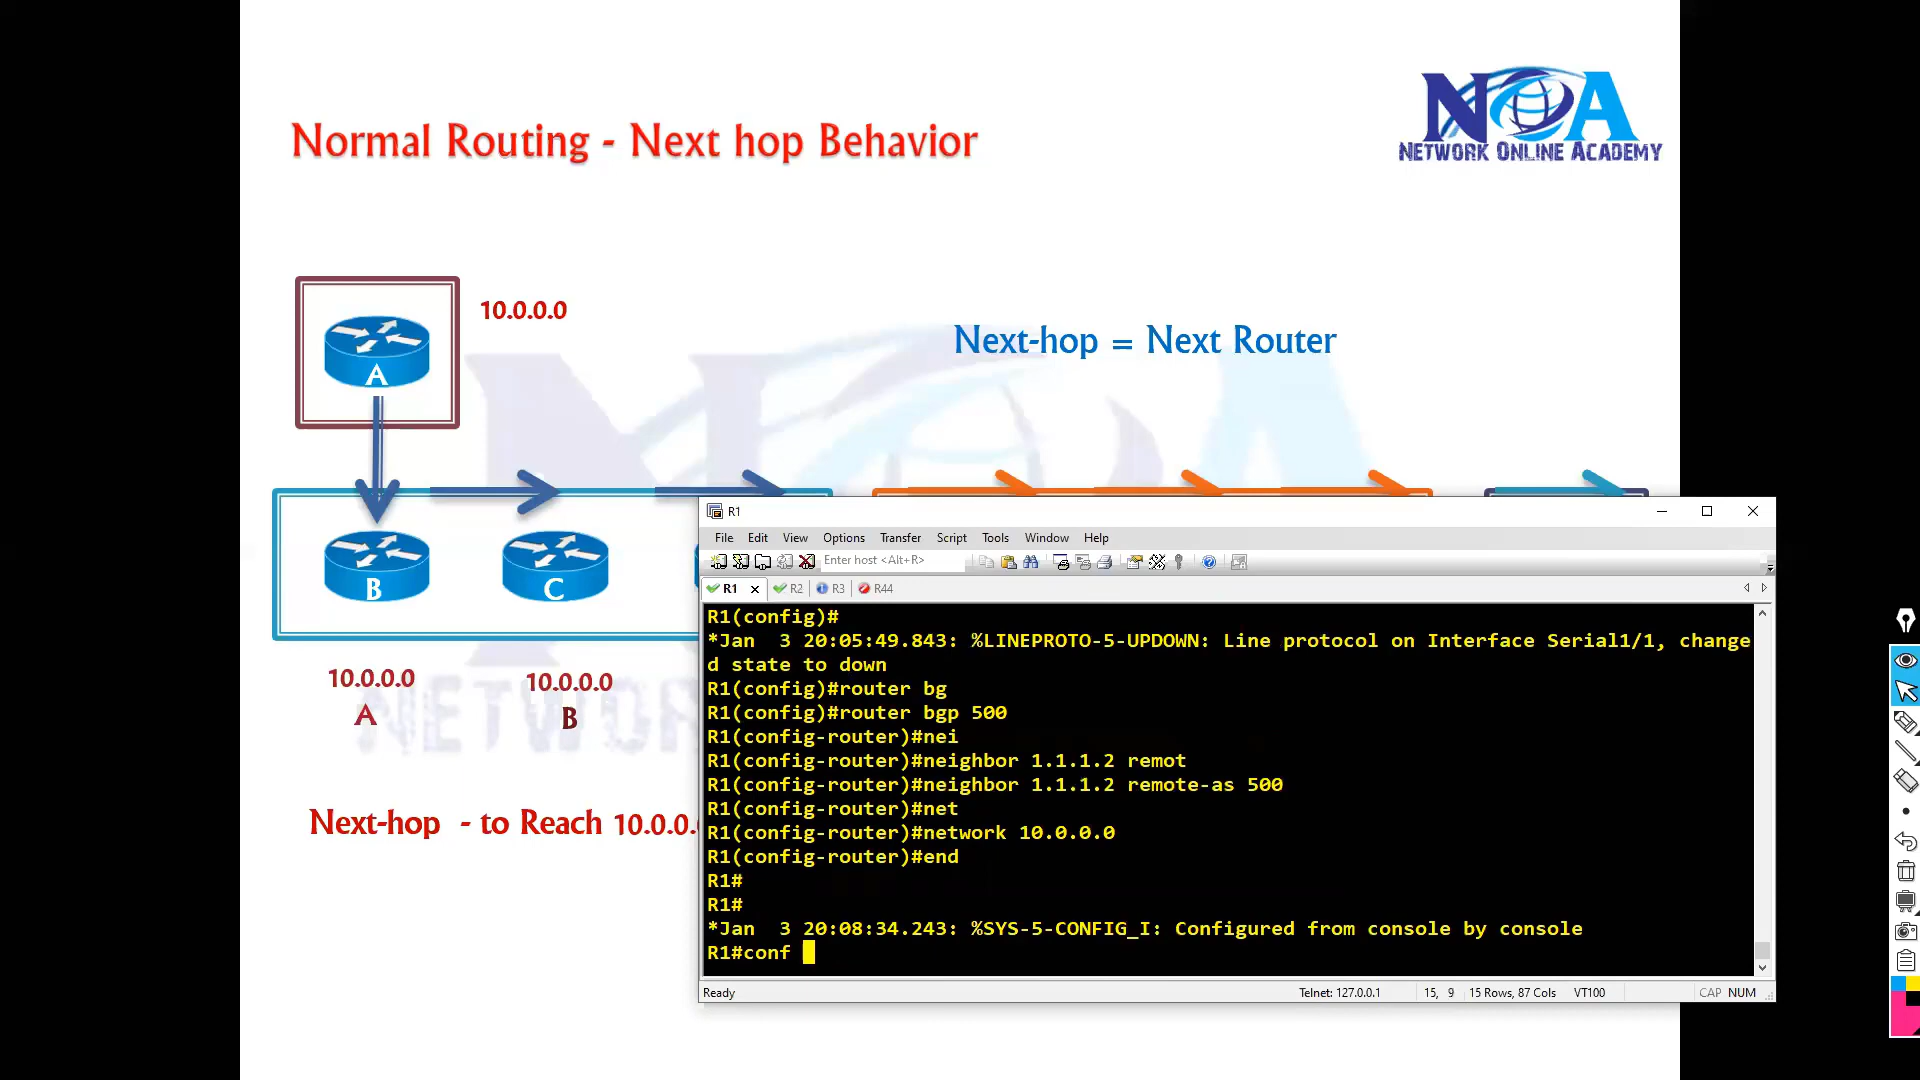 Normal Routing - Next hop Behavior
NOA
NETWORK ONLINE ACADEMY
10.0.0.0
Next-hop = Next Router
A
B
C
10.0.0.0
10.0.0.0
A
B
Next-hop - to Reach 10.0.0.
R1
File Edit View Options Transfer Script Tools Window Help
Enter host <Alt+R>
R1 R2 R3 R44
R1(config)#
*Jan  3 20:05:49.843: %LINEPROTO-5-UPDOWN: Line protocol on Interface Serial1/1, change
d state to down
R1(config)#router bg
R1(config)#router bgp 500
R1(config-router)#nei
R1(config-router)#neighbor 1.1.1.2 remot
R1(config-router)#neighbor 1.1.1.2 remote-as 500
R1(config-router)#net
R1(config-router)#network 10.0.0.0
R1(config-router)#end
R1#
R1#
*Jan  3 20:08:34.243: %SYS-5-CONFIG_I: Configured from console by console
R1#conf
Ready Telnet: 127.0.0.1 15, 9 15 Rows, 87 Cols VT100 CAP NUM